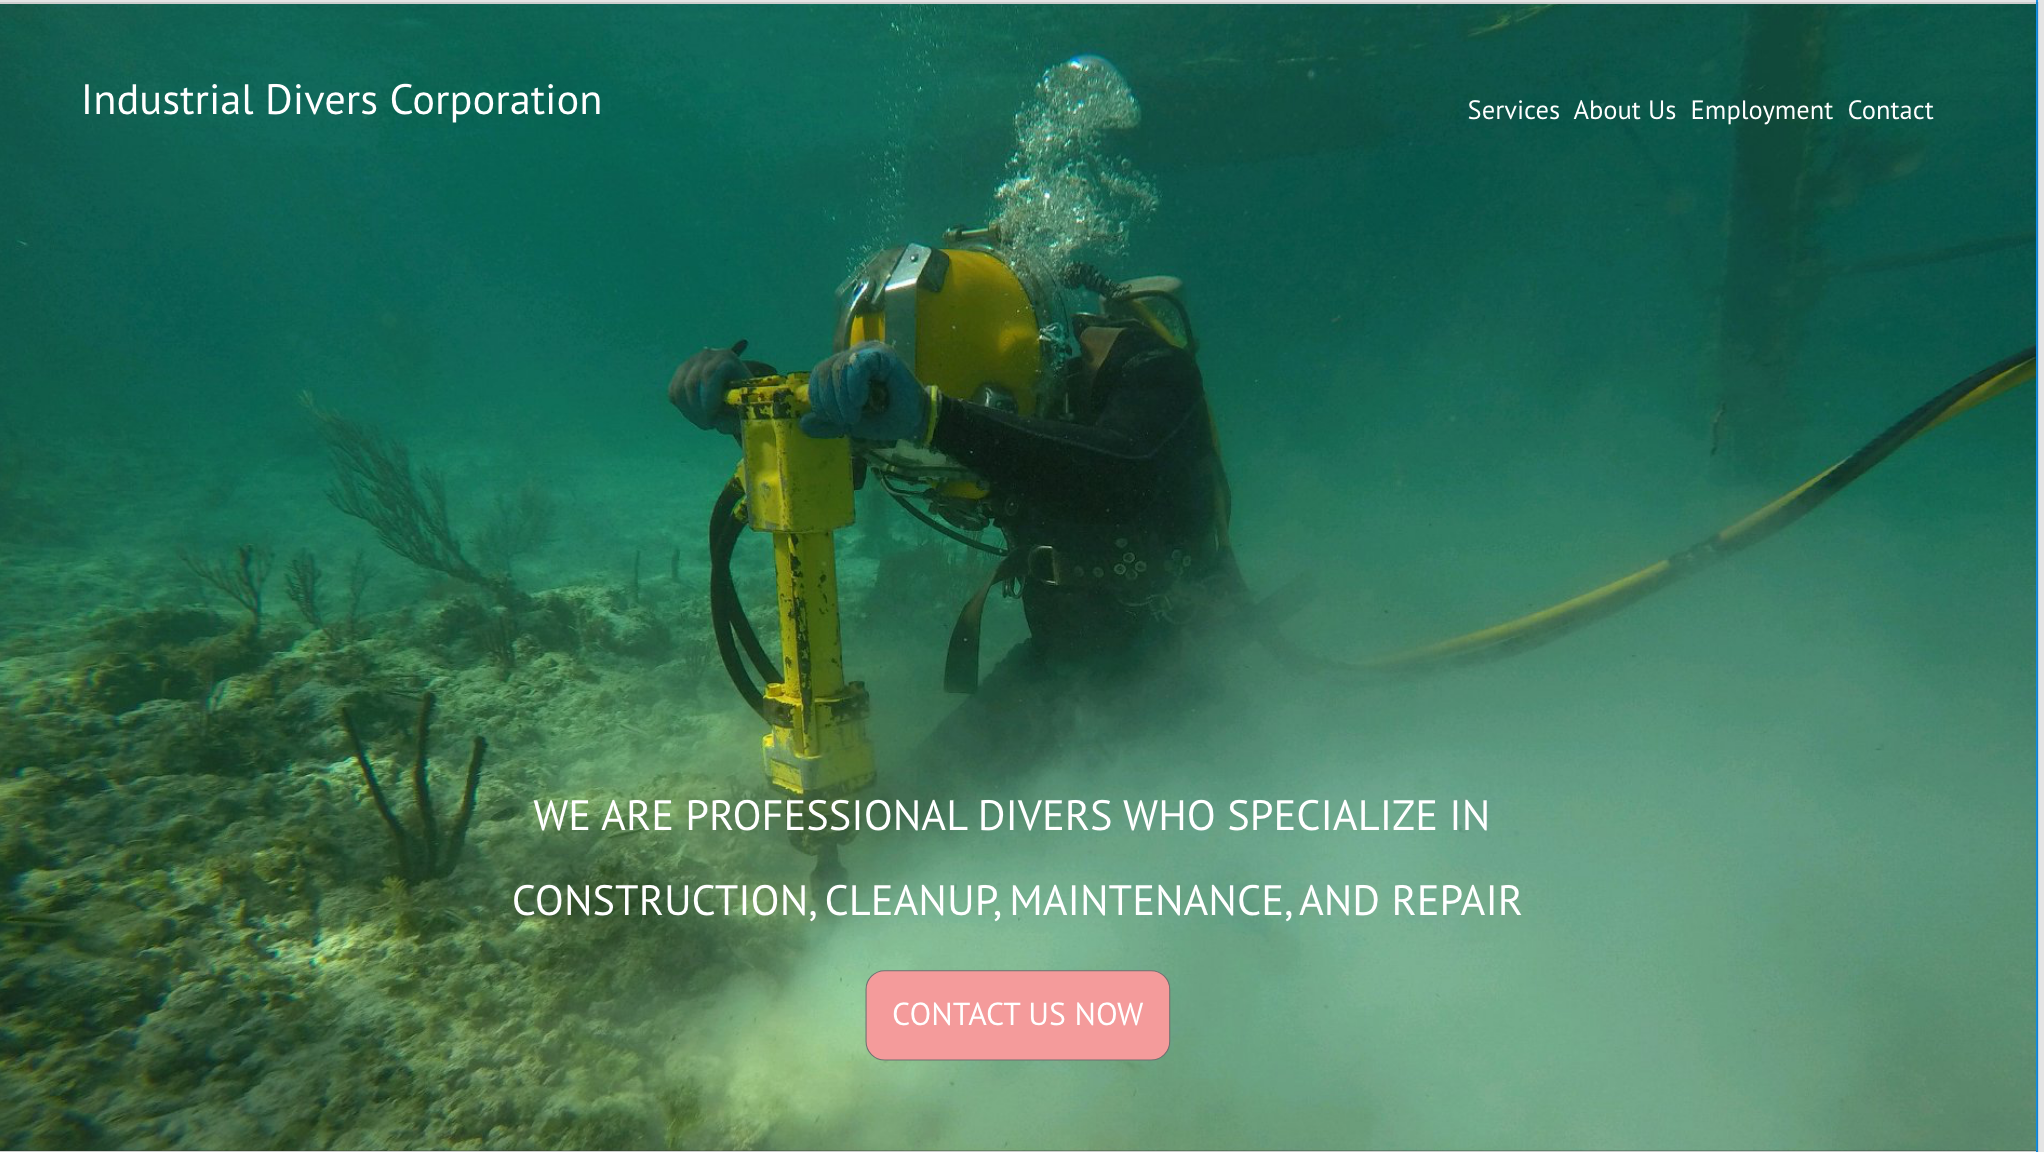 Industrial Divers Corporation
Services About Us Employment Contact
WE ARE PROFESSIONAL DIVERS WHO SPECIALIZE IN
CONSTRUCTION, CLEANUP, MAINTENANCE, AND REPAIR
CONTACT US NOW